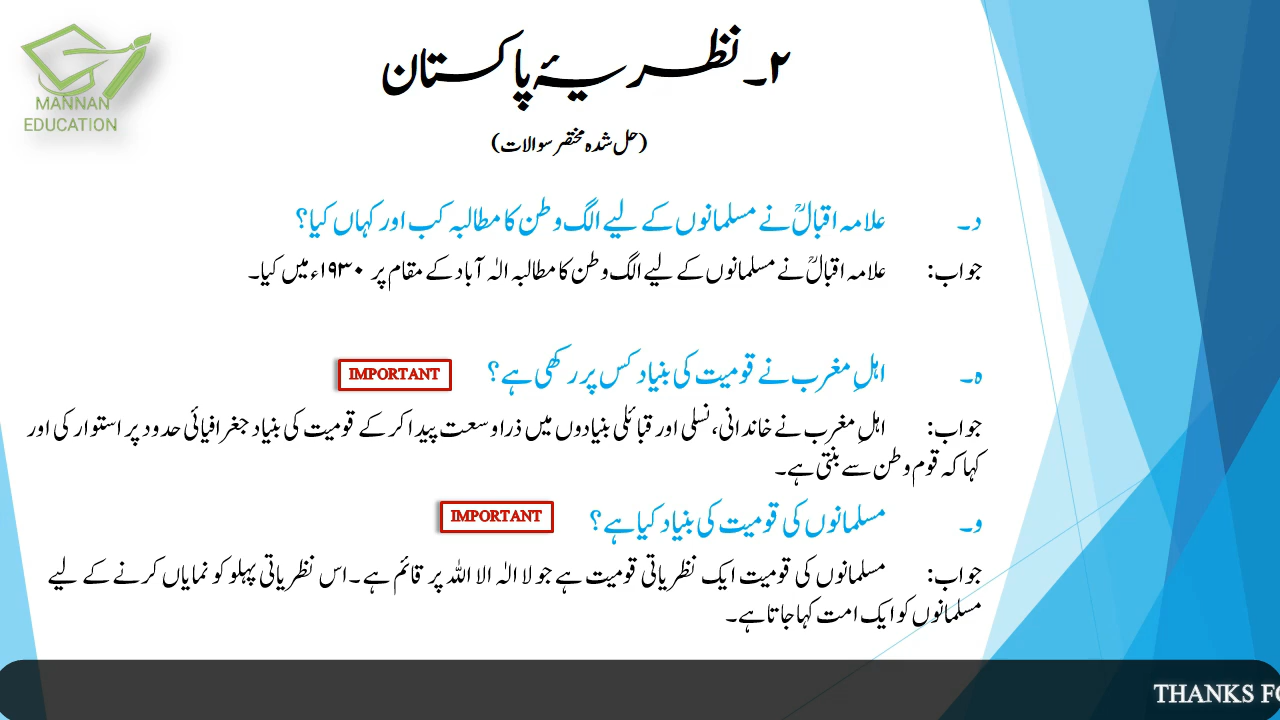 MANNAN
EDUCATION
۲۔ نظریۂ پاکستان
(حل شدہ مختصر سوالات)
د۔ علامہ اقبالؒ نے مسلمانوں کے لیے الگ وطن کا مطالبہ کب اور کہاں کیا؟
جواب: علامہ اقبالؒ نے مسلمانوں کے لیے الگ وطن کا مطالبہ الٰہ آباد کے مقام پر ۱۹۳۰ء میں کیا۔
ہ۔ اہلِ مغرب نے قومیت کی بنیاد کس پر رکھی ہے؟ IMPORTANT
جواب: اہلِ مغرب نے خاندانی، نسلی اور قبائلی بنیادوں میں ذرا وسعت پیدا کر کے قومیت کی بنیاد جغرافیائی حدود پر استوار کی اور
کہا کہ قوم وطن سے بنتی ہے۔
و۔ مسلمانوں کی قومیت کی بنیاد کیا ہے؟ IMPORTANT
جواب: مسلمانوں کی قومیت ایک نظریاتی قومیت ہے جو لا الٰہ الا اللہ پر قائم ہے۔ اس نظریاتی پہلو کو نمایاں کرنے کے لیے
مسلمانوں کو ایک امت کہا جاتا ہے۔
THANKS FO